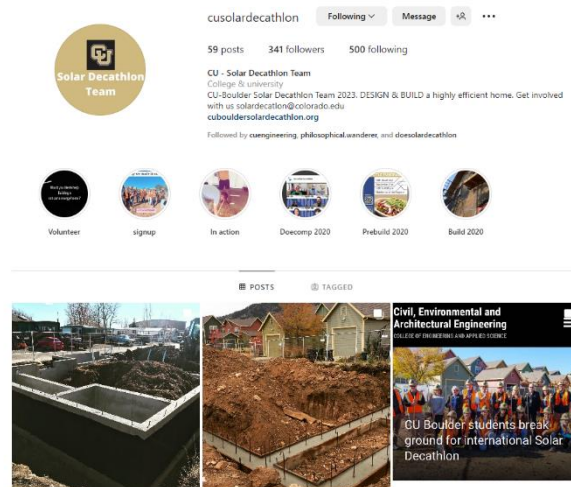 cusolardecathlon Following Message
59 posts 341 followers 500 following
CU - Solar Decathlon Team
College & university
CU-Boulder Solar Decathlon Team 2023. DESIGN & BUILD a highly efficient home. Get involved
with us solardecatlon@colorado.edu
cubouldersolardecathlon.org
Followed by cuengineering, philosophical.wanderer, and doesolardecathlon
CU
Solar Decathlon
Team
Volunteer signup In action Doecomp 2020 Prebuild 2020 Build 2020
POSTS TAGGED
Civil, Environmental and
Architectural Engineering
COLLEGE OF ENGINEERING AND APPLIED SCIENCE
CU Boulder students break
ground for international Solar
Decathlon